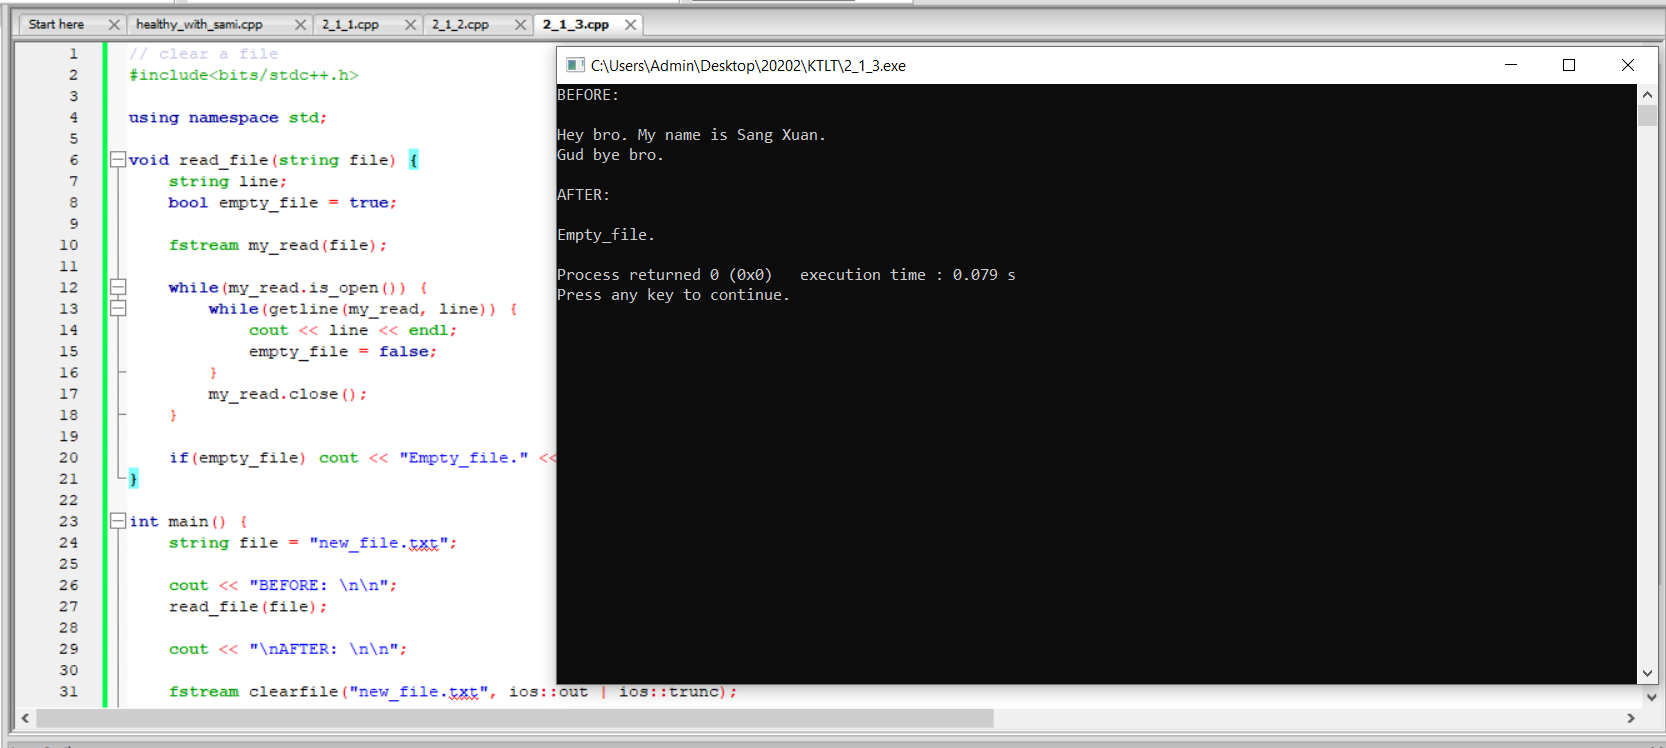 Start here healthy_with_sami.cpp 2_1_1.cpp 2_1_2.cpp 2_1_3.cpp
1 // clear a file
2 #include<bits/stdc++.h>
3
4 using namespace std;
5
6 void read_file(string file) {
7 string line;
8 bool empty_file = true;
9
10 fstream my_read(file);
11
12 while(my_read.is_open()) {
13 while(getline(my_read, line)) {
14 cout << line << endl;
15 empty_file = false;
16 }
17 my_read.close();
18 }
19
20 if(empty_file) cout << "Empty_file." <<
21 }
22
23 int main() {
24 string file = "new_file.txt";
25
26 cout << "BEFORE: \n\n";
27 read_file(file);
28
29 cout << "\nAFTER: \n\n";
30
31 fstream clearfile("new_file.txt", ios::out | ios::trunc);
C:\Users\Admin\Desktop\20202\KTLT\2_1_3.exe
BEFORE:
Hey bro. My name is Sang Xuan.
Gud bye bro.
AFTER:
Empty_file.
Process returned 0 (0x0)   execution time : 0.079 s
Press any key to continue.